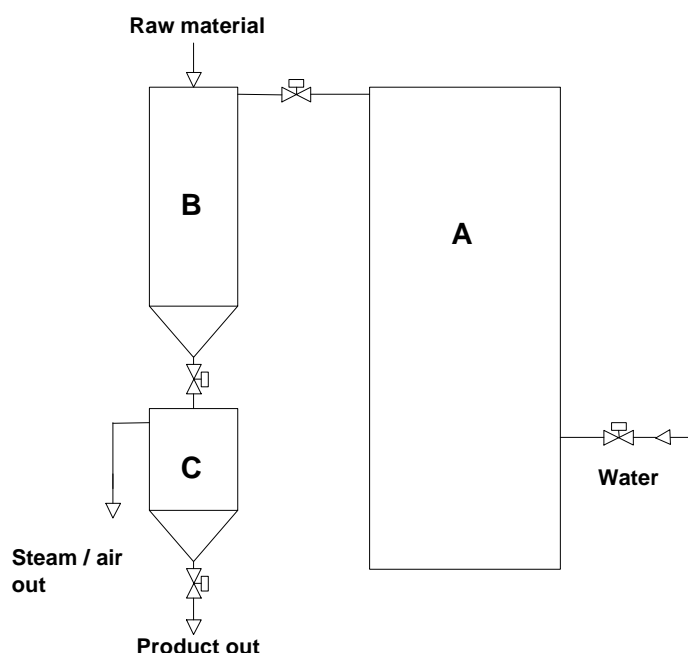 Raw material
B
A
C
Water
Steam / air
out
Product out